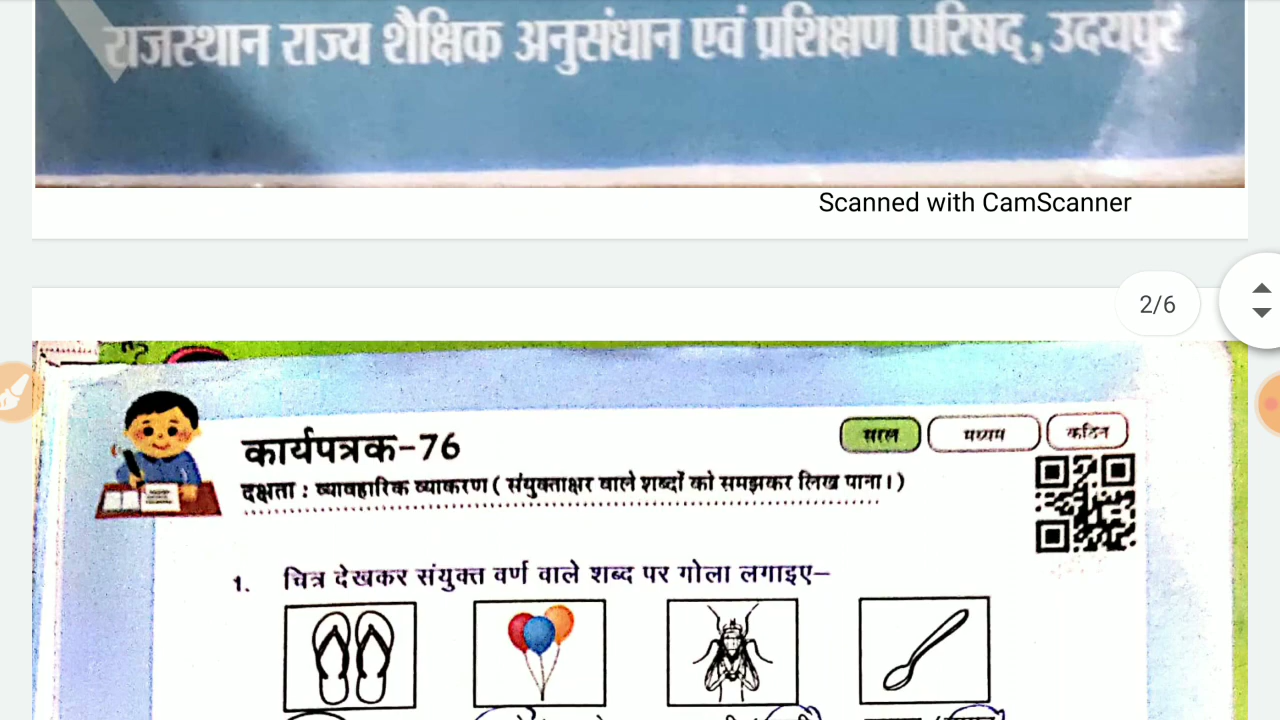 राजस्थान राज्य शैक्षिक अनुसंधान एवं प्रशिक्षण परिषद्, उदयपुर
Scanned with CamScanner
2/6
कार्यपत्रक-76
सरल मध्यम कठिन
दक्षता : व्यावहारिक व्याकरण ( संयुक्ताक्षर वाले शब्दों को समझकर लिख पाना। )
1. चित्र देखकर संयुक्त वर्ण वाले शब्द पर गोला लगाइए–